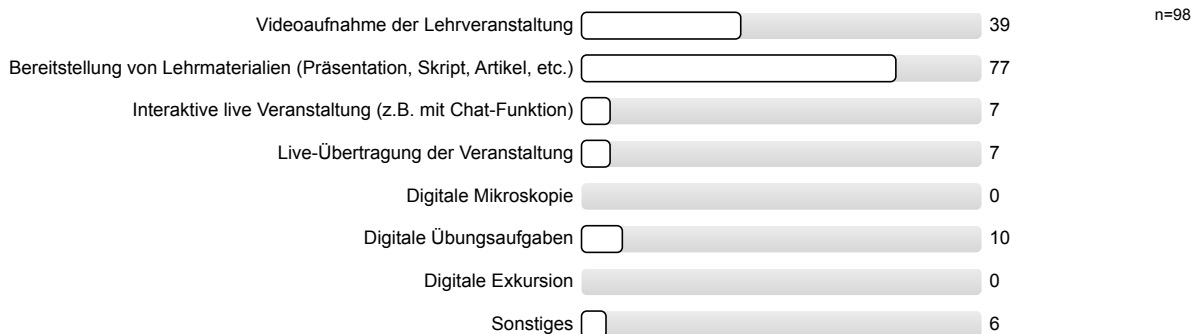 Videoaufnahme der Lehrveranstaltung 39 n=98
Bereitstellung von Lehrmaterialien (Präsentation, Skript, Artikel, etc.) 77
Interaktive live Veranstaltung (z.B. mit Chat-Funktion) 7
Live-Übertragung der Veranstaltung 7
Digitale Mikroskopie 0
Digitale Übungsaufgaben 10
Digitale Exkursion 0
Sonstiges 6